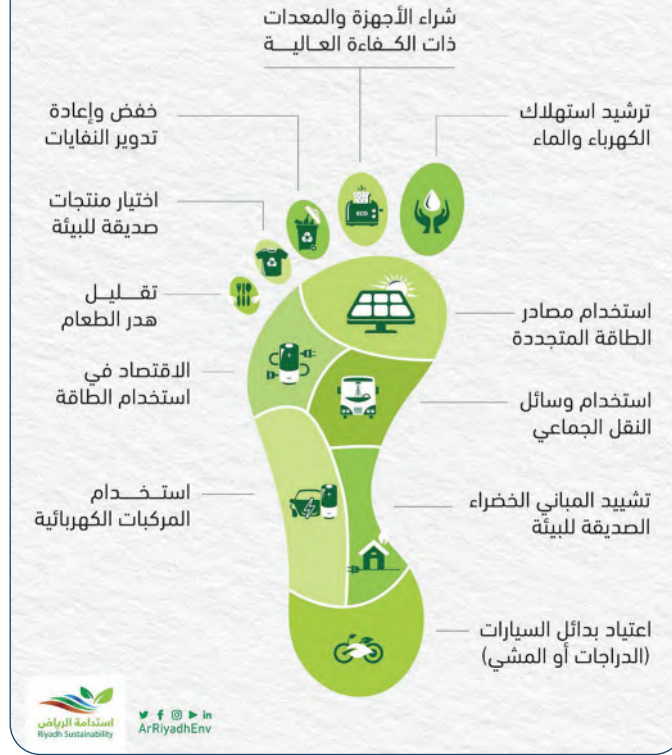 شراء الأجهزة والمعدات
ذات الكفاءة العالية
ترشيد استهلاك
الكهرباء والماء
خفض وإعادة
تدوير النفايات
اختيار منتجات
صديقة للبيئة
تقليل
هدر الطعام
ECO
استخدام مصادر
الطاقة المتجددة
الاقتصاد في
استخدام الطاقة
استخدام وسائل
النقل الجماعي
استخدام
المركبات الكهربائية
تشييد المباني الخضراء
الصديقة للبيئة
اعتياد بدائل السيارات
(الدراجات أو المشي)
استدامة الرياض
Riyadh Sustainability
ArRiyadhEnv